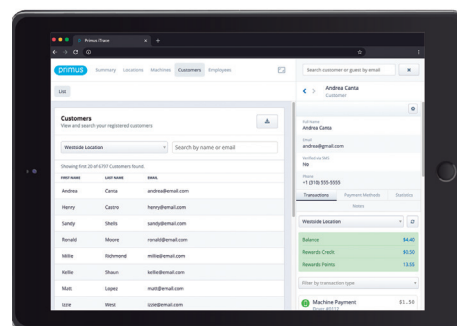 Primus iTrace
primus
Summary Locations Machines Customers Employees
List
Customers
View and search your registered customers
Westside Location
Search by name or email
Showing first 20 of 6707 Customers found.
FIRST NAME LAST NAME EMAIL
Andrea Canta andrea@email.com
Henry Castro henry@email.com
Sandy Shells sandy@email.com
Ronald Moore ronald@email.com
Millie Richmond millie@email.com
Kellie Shaun kellie@email.com
Matt Lopez matt@email.com
Izzie West izzie@email.com
Search customer or guest by email
Andrea Canta
Customer
Full Name
Andrea Canta
Email
andrea@gmail.com
Verified via SMS
No
Phone
+1 (318) 555-5555
Transactions Payment Methods Statistics
Notes
Westside Location
Balance $4.40
Rewards Credit $0.50
Rewards Points 13.55
Filter by transaction type
Machine Payment $1.50